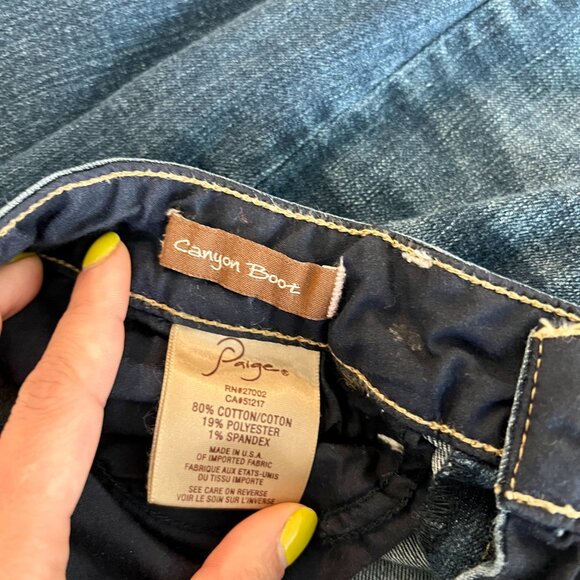 Canyon Boot
Paige®
RN#27002
CA#51217
80% COTTON/COTON
19% POLYESTER
1% SPANDEX
MADE IN U.S.A.
OF IMPORTED FABRIC
FABRIQUE AUX ETATS-UNIS
DU TISSU IMPORTE
SEE CARE ON REVERSE
VOIR LE SOIN SUR L'INVERSE